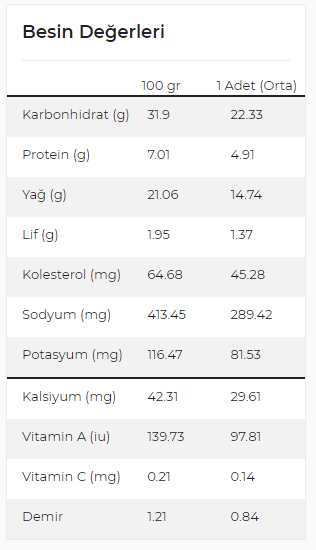 Besin Değerleri
100 gr 1 Adet (Orta)
Karbonhidrat (g) 31.9 22.33
Protein (g) 7.01 4.91
Yağ (g) 21.06 14.74
Lif (g) 1.95 1.37
Kolesterol (mg) 64.68 45.28
Sodyum (mg) 413.45 289.42
Potasyum (mg) 116.47 81.53
Kalsiyum (mg) 42.31 29.61
Vitamin A (iu) 139.73 97.81
Vitamin C (mg) 0.21 0.14
Demir 1.21 0.84